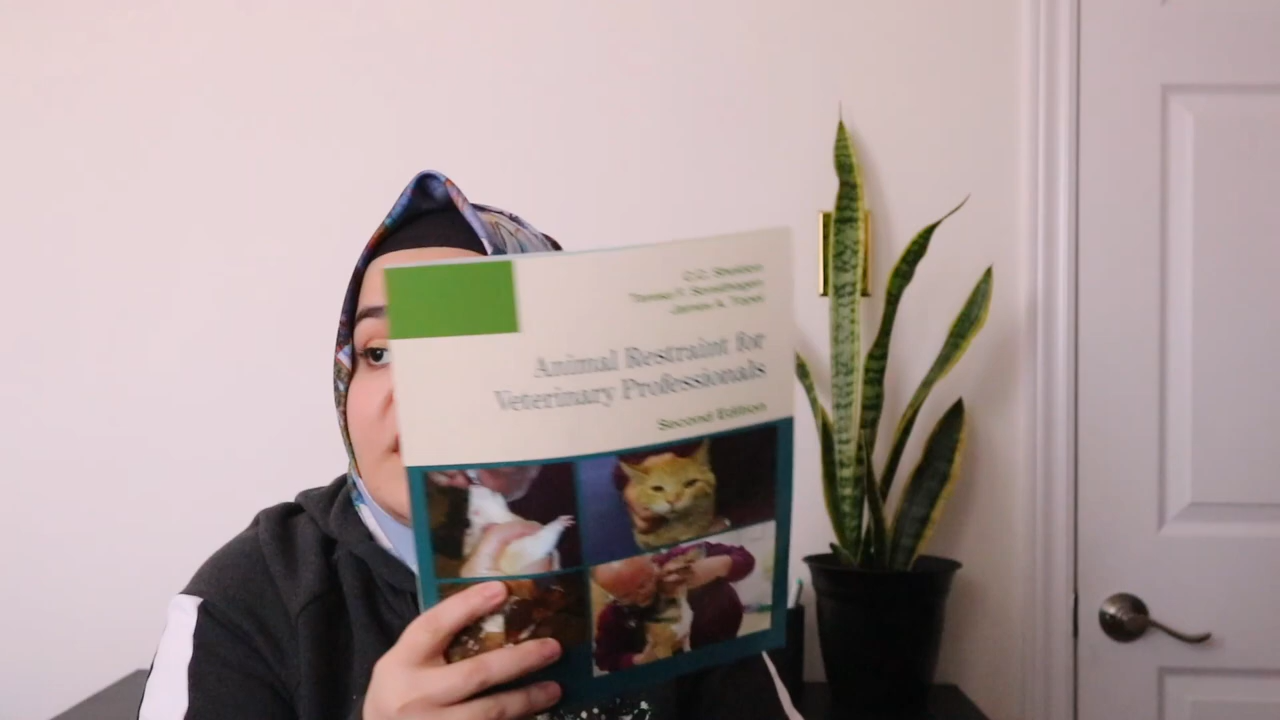 C.C. Sheldon
Teresa F. Sonsthagen
James A. Topel
Animal Restraint for
Veterinary Professionals
Second Edition